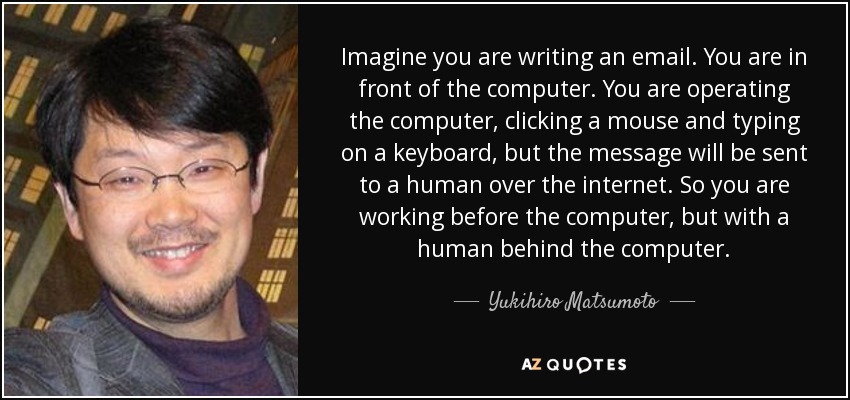 Imagine you are writing an email. You are in
front of the computer. You are operating
the computer, clicking a mouse and typing
on a keyboard, but the message will be sent
to a human over the internet. So you are
working before the computer, but with a
human behind the computer.
Yukihiro Matsumoto
AZ QUOTES